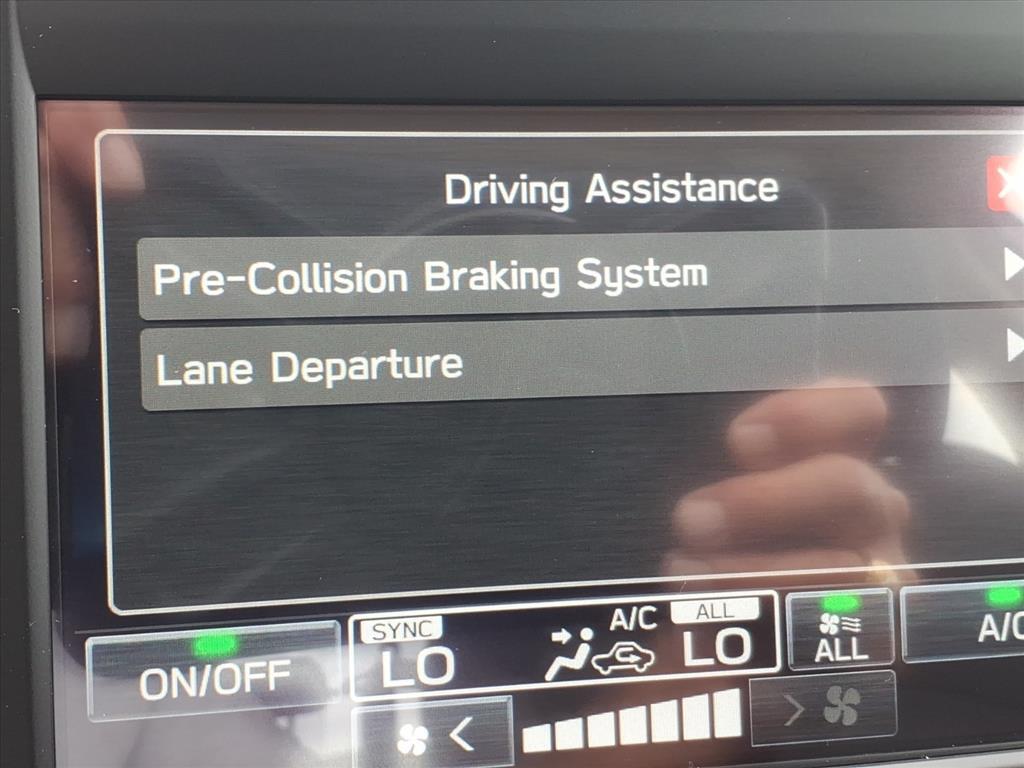 Driving Assistance
Pre-Collision Braking System
Lane Departure
ON/OFF
SYNC
LO
A/C
ALL
LO
ALL
A/C